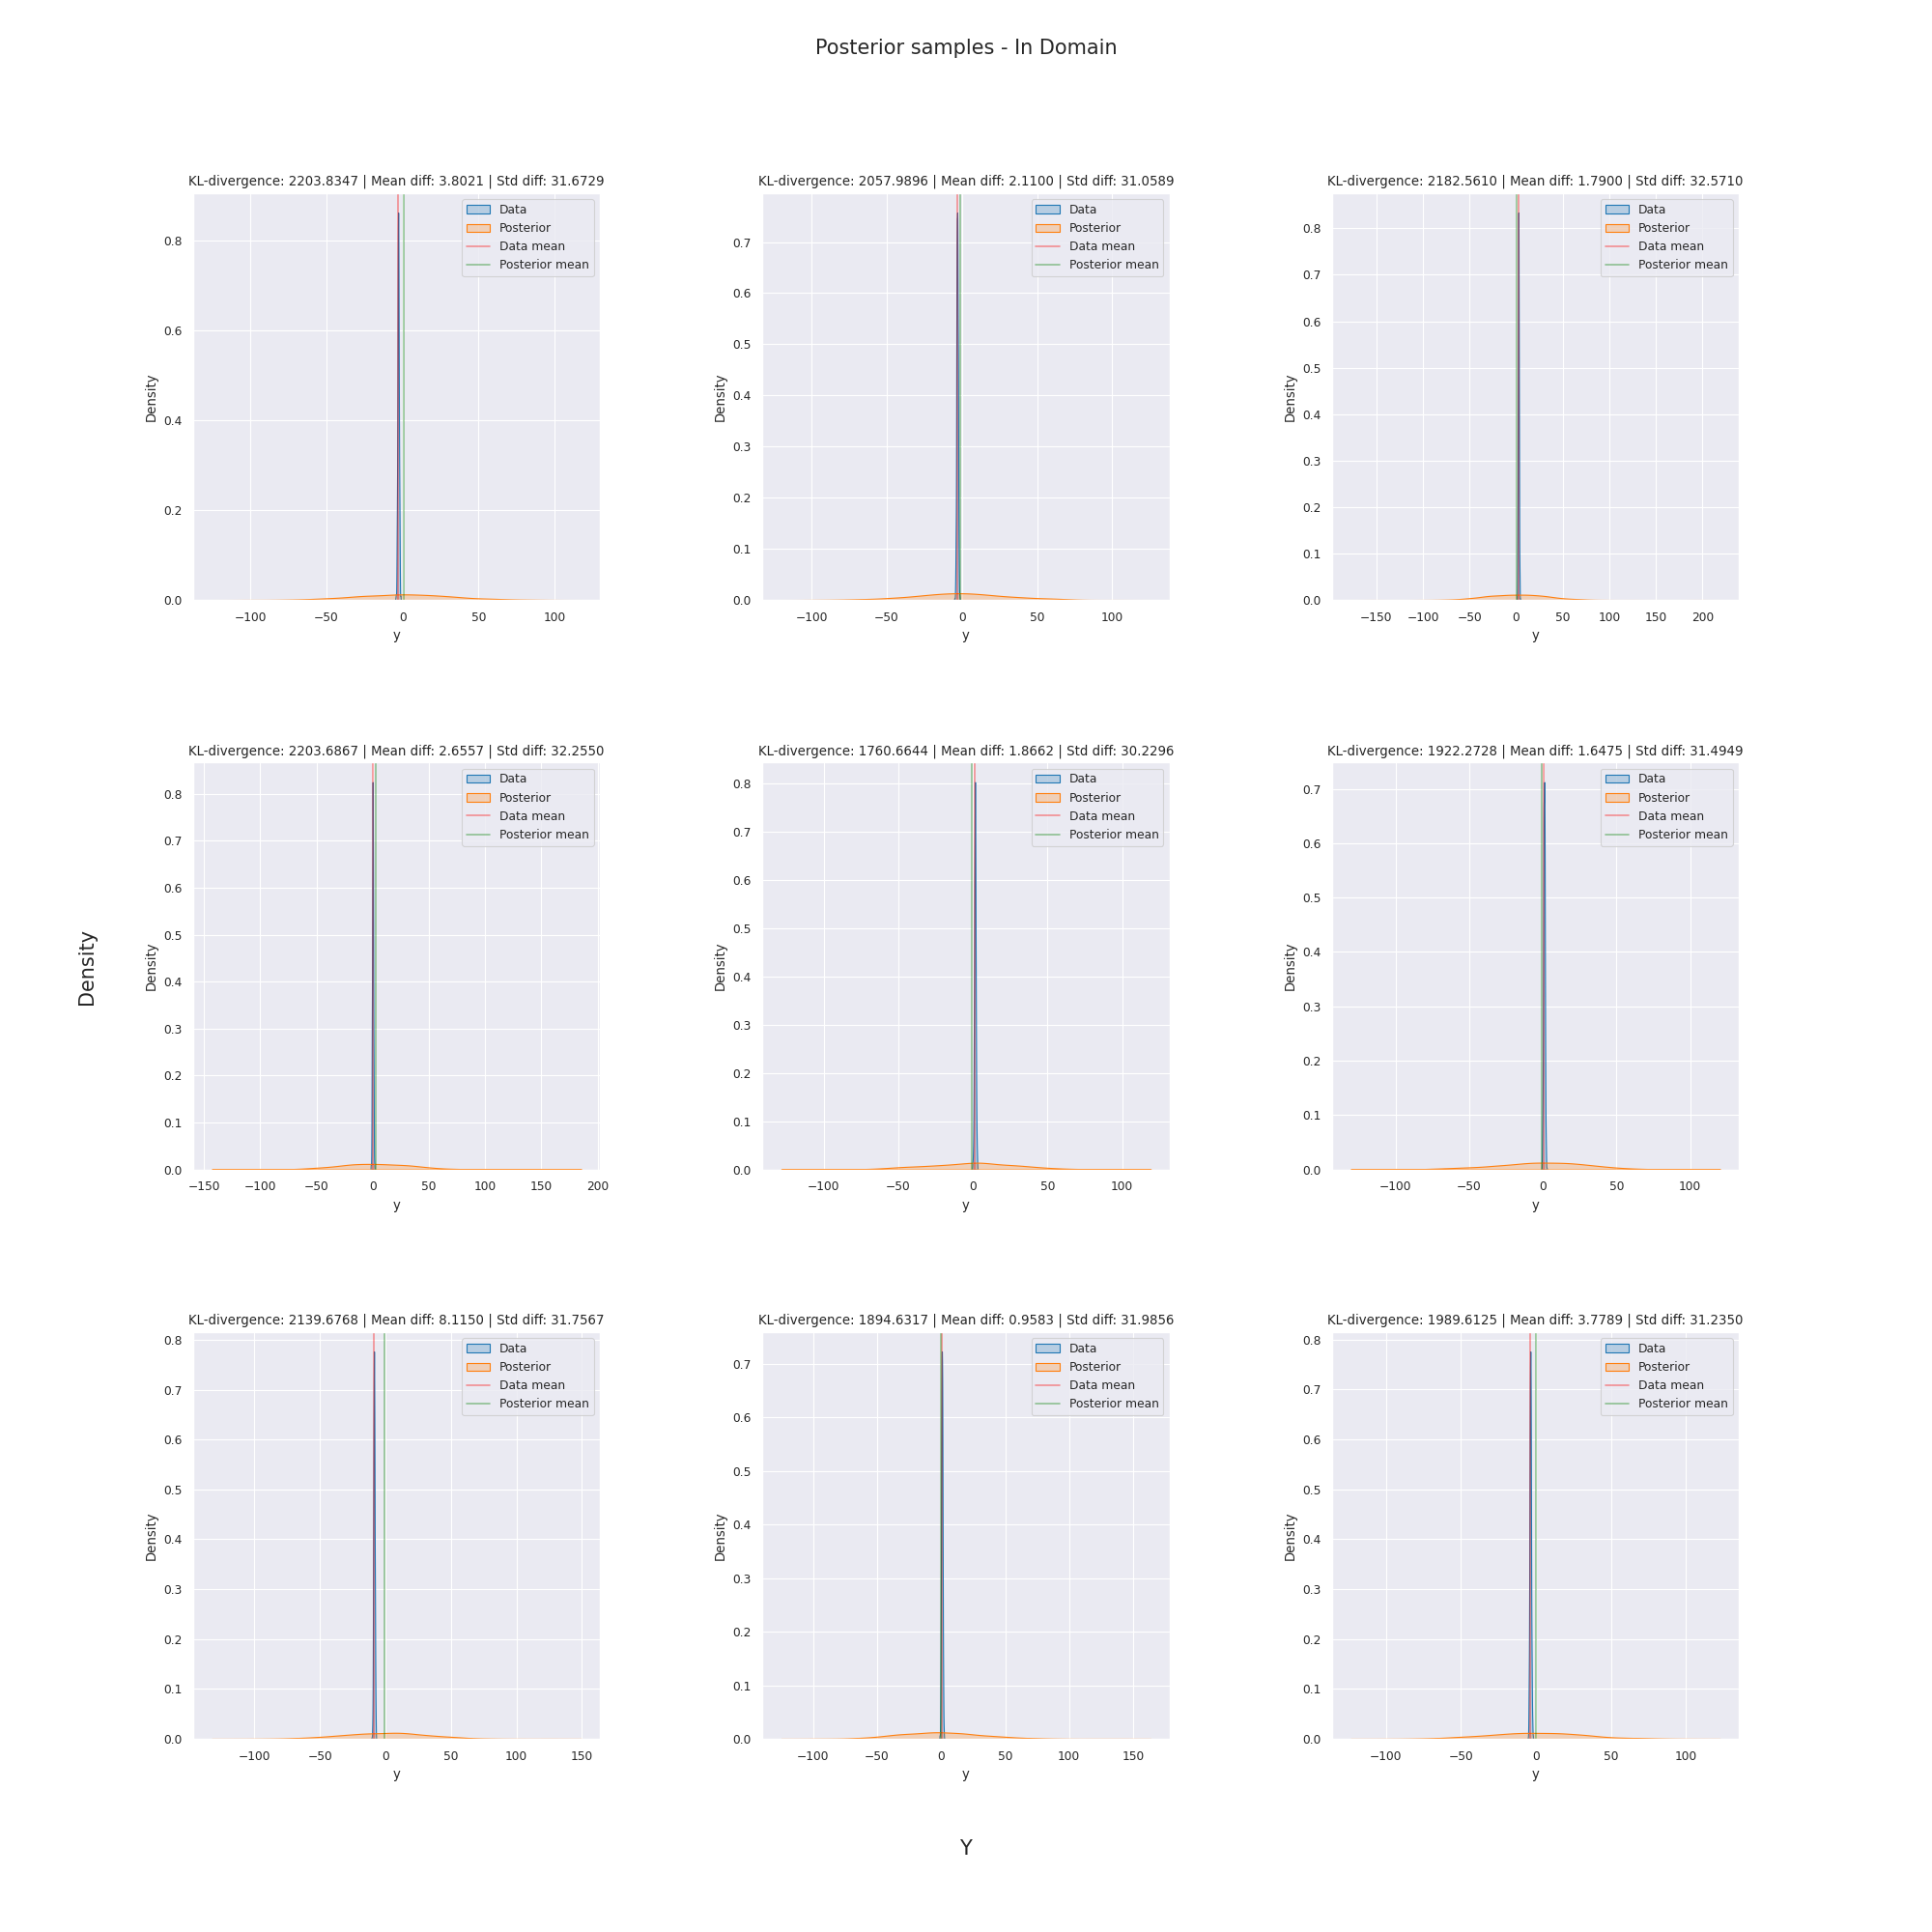 Posterior samples - In Domain
KL-divergence: 2203.8347 | Mean diff: 3.8021 | Std diff: 31.6729
Data
Posterior
Data mean
Posterior mean
0.8
0.6
0.4
0.2
0.0
Density
−100
−50
0
50
100
y
KL-divergence: 2057.9896 | Mean diff: 2.1100 | Std diff: 31.0589
Data
Posterior
Data mean
Posterior mean
0.7
0.6
0.5
0.4
0.3
0.2
0.1
0.0
Density
−100
−50
0
50
100
y
KL-divergence: 2182.5610 | Mean diff: 1.7900 | Std diff: 32.5710
Data
Posterior
Data mean
Posterior mean
0.8
0.7
0.6
0.5
0.4
0.3
0.2
0.1
0.0
Density
−150
−100
−50
0
50
100
150
200
y
KL-divergence: 2203.6867 | Mean diff: 2.6557 | Std diff: 32.2550
Data
Posterior
Data mean
Posterior mean
0.8
0.7
0.6
0.5
0.4
0.3
0.2
0.1
0.0
Density
−150
−100
−50
0
50
100
150
200
y
KL-divergence: 1760.6644 | Mean diff: 1.8662 | Std diff: 30.2296
Data
Posterior
Data mean
Posterior mean
0.8
0.7
0.6
0.5
0.4
0.3
0.2
0.1
0.0
Density
−100
−50
0
50
100
y
KL-divergence: 1922.2728 | Mean diff: 1.6475 | Std diff: 31.4949
Data
Posterior
Data mean
Posterior mean
0.7
0.6
0.5
0.4
0.3
0.2
0.1
0.0
Density
−100
−50
0
50
100
y
Density
KL-divergence: 2139.6768 | Mean diff: 8.1150 | Std diff: 31.7567
Data
Posterior
Data mean
Posterior mean
0.8
0.7
0.6
0.5
0.4
0.3
0.2
0.1
0.0
Density
−100
−50
0
50
100
150
y
KL-divergence: 1894.6317 | Mean diff: 0.9583 | Std diff: 31.9856
Data
Posterior
Data mean
Posterior mean
0.7
0.6
0.5
0.4
0.3
0.2
0.1
0.0
Density
−100
−50
0
50
100
150
y
KL-divergence: 1989.6125 | Mean diff: 3.7789 | Std diff: 31.2350
Data
Posterior
Data mean
Posterior mean
0.8
0.7
0.6
0.5
0.4
0.3
0.2
0.1
0.0
Density
−100
−50
0
50
100
y
Y